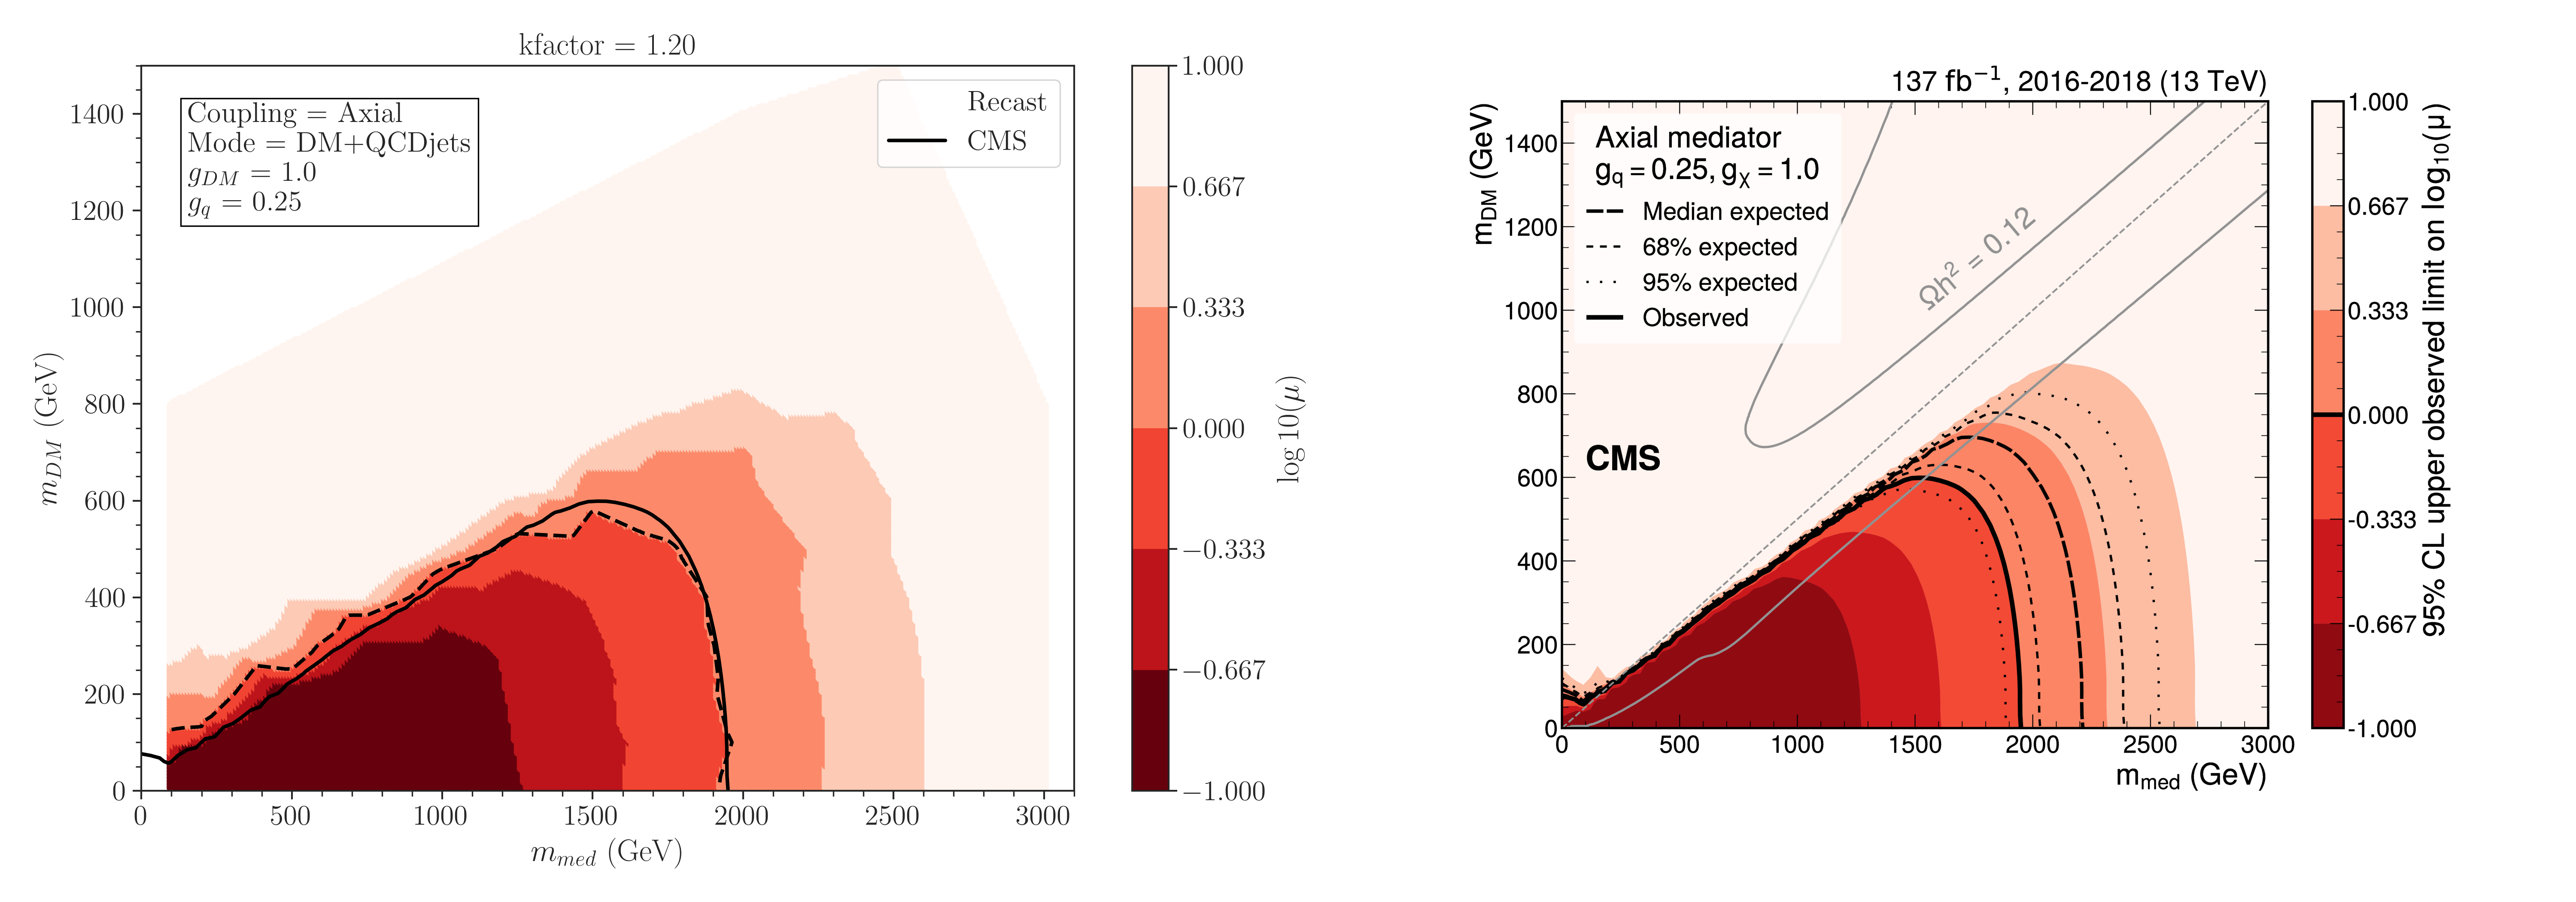 kfactor = 1.20
Coupling = Axial
Mode = DM+QCDjets
g_DM = 1.0
g_q = 0.25
Recast
CMS
1400
1200
1000
800
600
400
200
0
m_DM (GeV)
0 500 1000 1500 2000 2500 3000
m_med (GeV)
1.000
0.667
0.333
0.000
−0.333
−0.667
−1.000
log 10(μ)
137 fb⁻¹, 2016-2018 (13 TeV)
Axial mediator
g_q = 0.25, g_χ = 1.0
Median expected
68% expected
95% expected
Observed
Ωh² = 0.12
CMS
m_DM (GeV)
1400
1200
1000
800
600
400
200
0
0 500 1000 1500 2000 2500 3000
m_med (GeV)
1.000
0.667
0.333
0.000
-0.333
-0.667
-1.000
95% CL upper observed limit on log₁₀(μ)